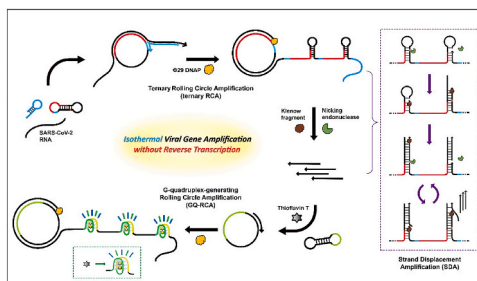 Φ29 DNAP
Ternary Rolling Circle Amplification
(ternary RCA)
SARS-CoV-2
RNA
Klenow
fragment
Nicking
endonuclease
Isothermal Viral Gene Amplification
without Reverse Transcription
G-quadruplex-generating
Rolling Circle Amplification
(GQ-RCA)
Thioflavin T
Strand Displacement
Amplification (SDA)